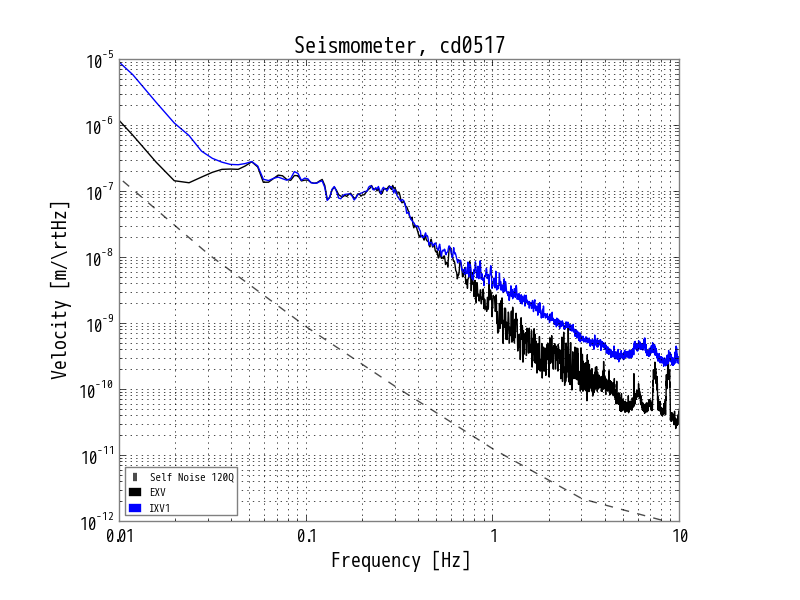 Seismometer, cd0517
10-5
10-6
10-7
10-8
10-9
10-10
10-11
10-12
Velocity [m/\rtHz]
Self Noise 120Q
EXV
IXV1
0.01
0.1
1
10
Frequency [Hz]